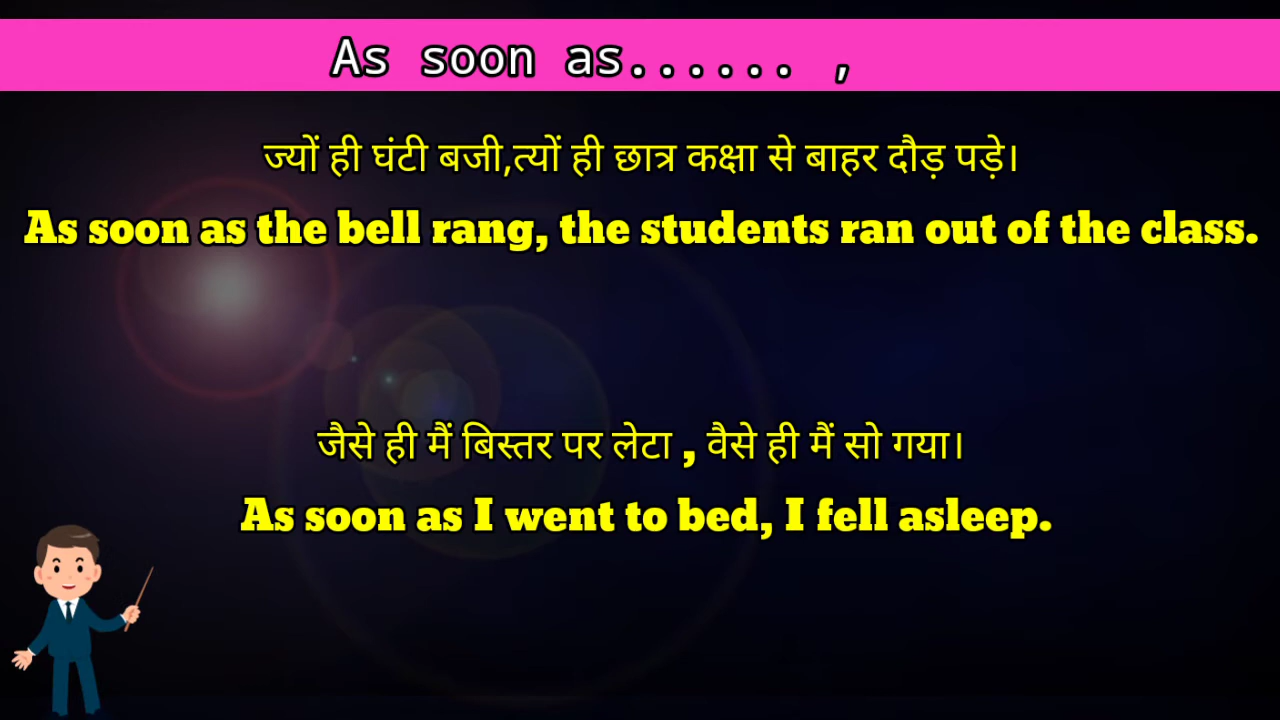 As soon as...... ,
ज्यों ही घंटी बजी,त्यों ही छात्र कक्षा से बाहर दौड़ पड़े।
As soon as the bell rang, the students ran out of the class.
जैसे ही मैं बिस्तर पर लेटा , वैसे ही मैं सो गया।
As soon as I went to bed, I fell asleep.